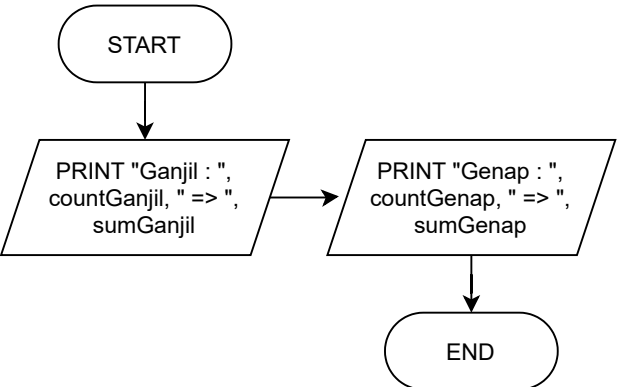 START
PRINT "Ganjil : ",
countGanjil, " => ",
sumGanjil
PRINT "Genap : ",
countGenap, " => ",
sumGenap
END